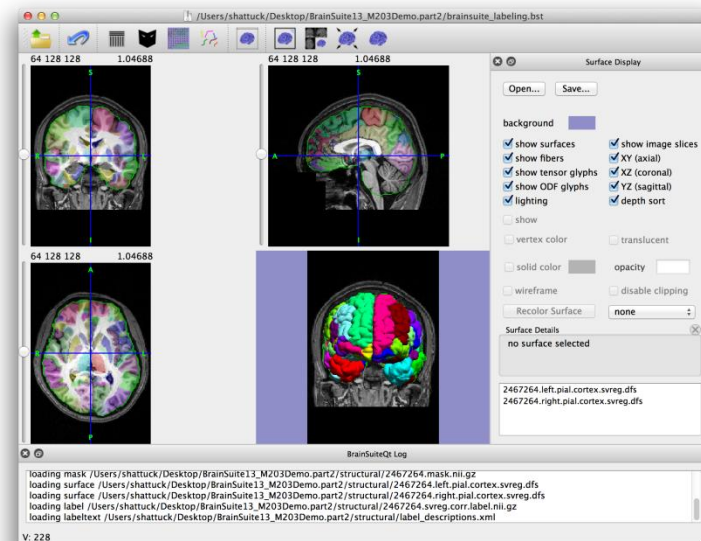 /Users/shattuck/Desktop/BrainSuite13_M203Demo.part2/brainsuite_labeling.bst
64 128 128 1.04688
64 128 128 1.04688
Surface Display
S
S
R
L
A
P
I
I
Open...
Save...
background
show surfaces
show image slices
show fibers
XY (axial)
show tensor glyphs
XZ (coronal)
show ODF glyphs
YZ (sagittal)
lighting
depth sort
show
vertex color
translucent
64 128 128 1.04688
A
R
L
P
solid color
opacity
wireframe
disable clipping
Recolor Surface
none
Surface Details
no surface selected
2467264.left.pial.cortex.svreg.dfs
2467264.right.pial.cortex.svreg.dfs
BrainSuiteQt Log
loading mask /Users/shattuck/Desktop/BrainSuite13_M203Demo.part2/structural/2467264.mask.nii.gz
loading surface /Users/shattuck/Desktop/BrainSuite13_M203Demo.part2/structural/2467264.left.pial.cortex.svreg.dfs
loading surface /Users/shattuck/Desktop/BrainSuite13_M203Demo.part2/structural/2467264.right.pial.cortex.svreg.dfs
loading label /Users/shattuck/Desktop/BrainSuite13_M203Demo.part2/structural/2467264.svreg.corr.label.nii.gz
loading labeltext /Users/shattuck/Desktop/BrainSuite13_M203Demo.part2/structural/label_descriptions.xml
V: 228